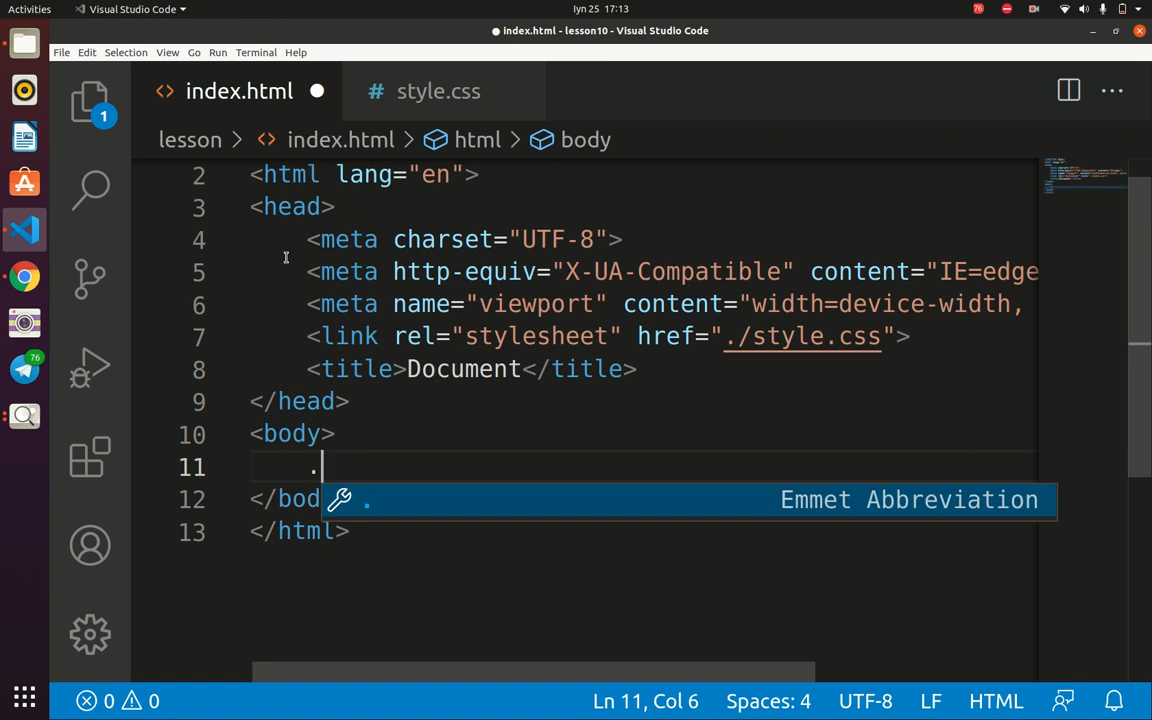 Activities Visual Studio Code Iyn 25 17:13 76
index.html - lesson10 - Visual Studio Code
File Edit Selection View Go Run Terminal Help
1
index.html # style.css
lesson > index.html > html > body
2 <html lang="en">
3 <head>
4 <meta charset="UTF-8">
5 <meta http-equiv="X-UA-Compatible" content="IE=edge
6 <meta name="viewport" content="width=device-width,
7 <link rel="stylesheet" href="./style.css">
8 <title>Document</title>
9 </head>
10 <body>
11 .
12 </bod
. Emmet Abbreviation
13 </html>
76
0 0 Ln 11, Col 6 Spaces: 4 UTF-8 LF HTML